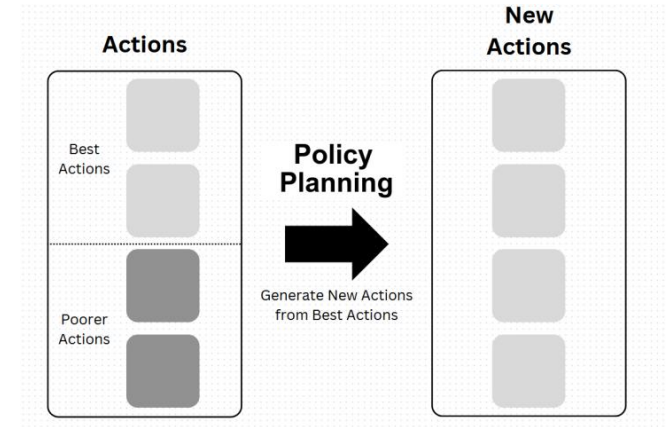 Actions
Best
Actions
Poorer
Actions
Policy
Planning
Generate New Actions
from Best Actions
New
Actions